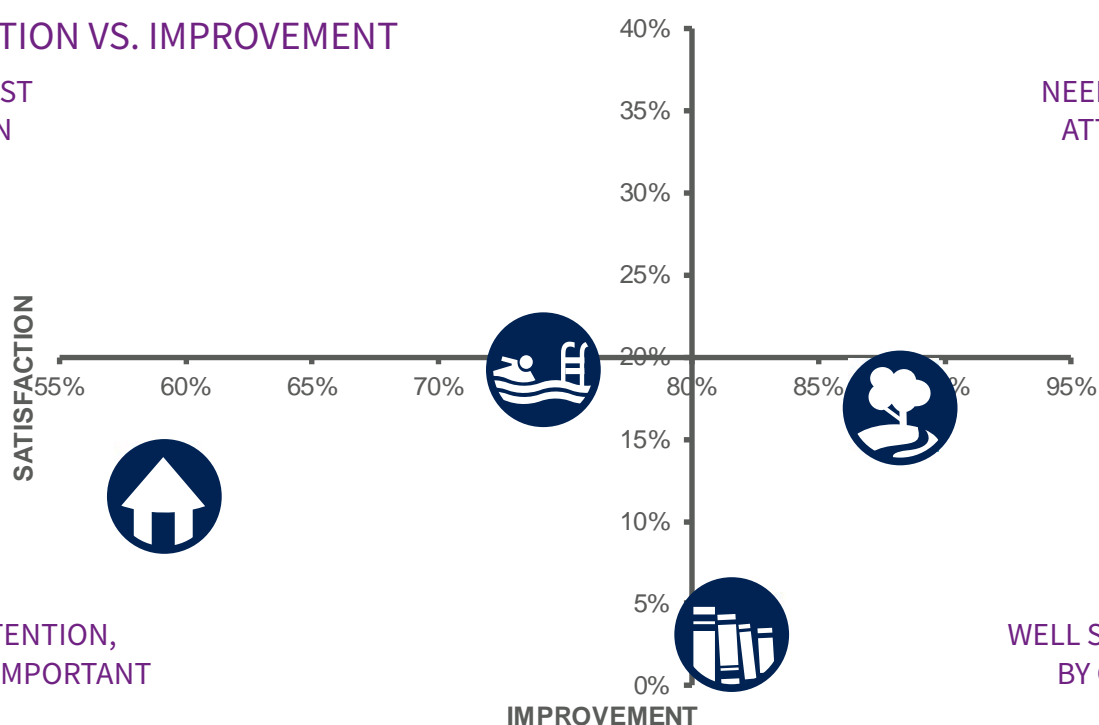 TION VS. IMPROVEMENT
ST
N
NEE
ATT
40%
35%
30%
25%
20%
15%
10%
5%
0%
SATISFACTION
55%
60%
65%
70%
80%
85%
%
95%
TENTION,
IMPORTANT
WELL S
BY
IMPROVEMENT